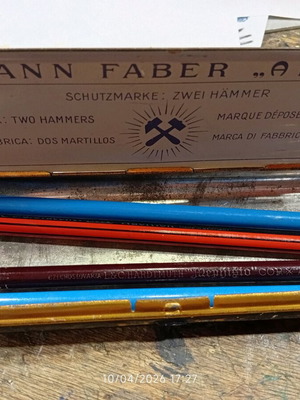 ANN FABER „A
SCHUTZMARKE: ZWEI HÄMMER
: TWO HAMMERS
MARQUE DÉPOSÉ
BRICA: DOS MARTILLOS
MARCA DI FABBRIC
COP
10/04/2026 17:27